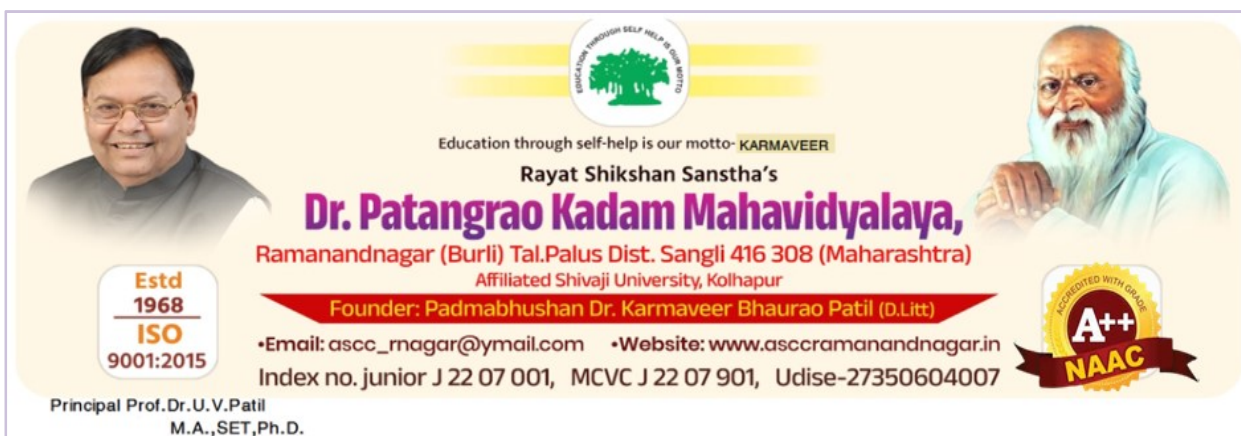 EDUCATION THROUGH SELF HELP IS OUR MOTTO
Education through self-help is our motto- KARMAVEER
Rayat Shikshan Sanstha's
Dr. Patangrao Kadam Mahavidyalaya,
Ramanandnagar (Burli) Tal.Palus Dist. Sangli 416 308 (Maharashtra)
Affiliated Shivaji University, Kolhapur
Founder: Padmabhushan Dr. Karmaveer Bhaurao Patil (D.Litt)
Estd
1968
ISO
9001:2015
•Email: ascc_rnagar@ymail.com •Website: www.asccramanandnagar.in
Index no. junior J 22 07 001, MCVC J 22 07 901, Udise-27350604007
ACCREDITED WITH GRADE
A++
NAAC
Principal Prof.Dr.U.V.Patil
M.A.,SET,Ph.D.